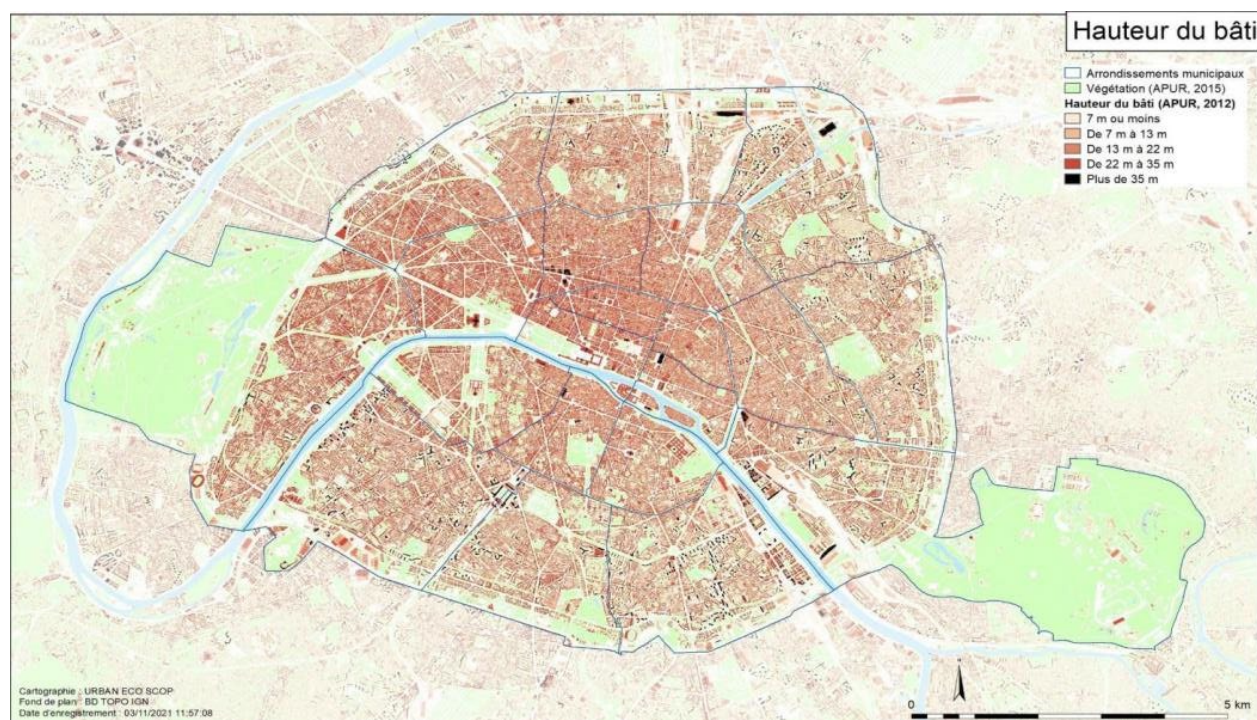 Hauteur du bâti
Arrondissements municipaux
Végétation (APUR, 2015)
Hauteur du bâti (APUR, 2012)
7 m ou moins
De 7 m à 13 m
De 13 m à 22 m
De 22 m à 35 m
Plus de 35 m
Cartographie : URBAN ECO SCOP
Fond de plan : BD TOPO IGN
Date d'enregistrement : 03/11/2021 11:57:08
N
0
5 km